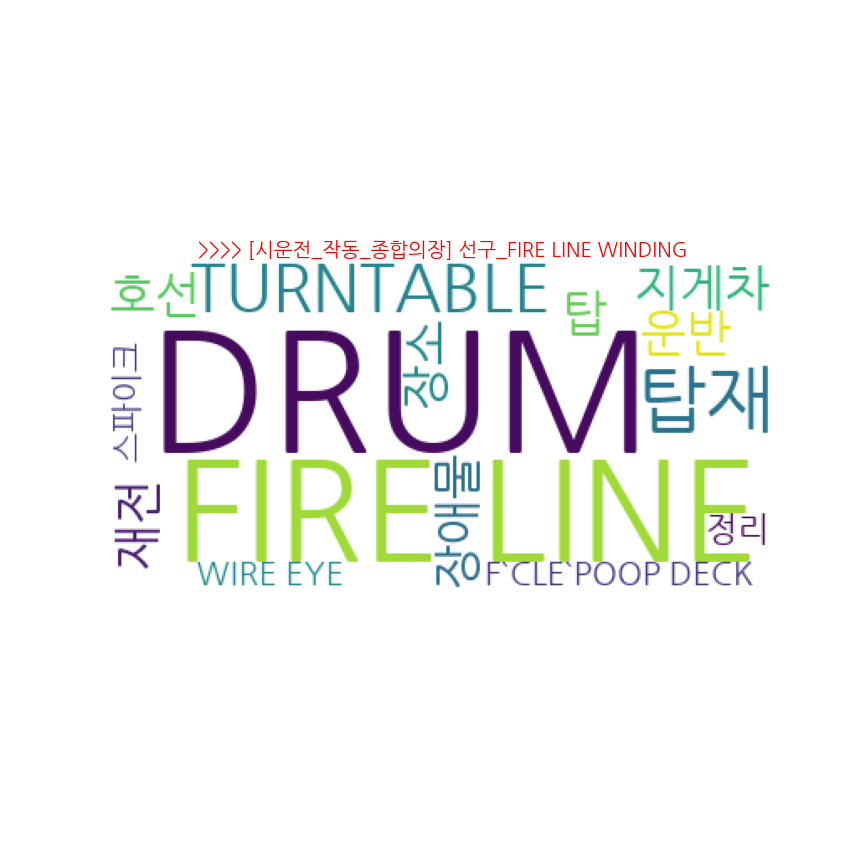 >>>> [시운전_작동_종합의장] 선구_FIRE LINE WINDING
호선
TURNTABLE
탑
지게차
운반
스파이크
DRUM
장소
탑재
재전
FIRE LINE
장애물
정리
WIRE EYE
F`CLE`POOP DECK